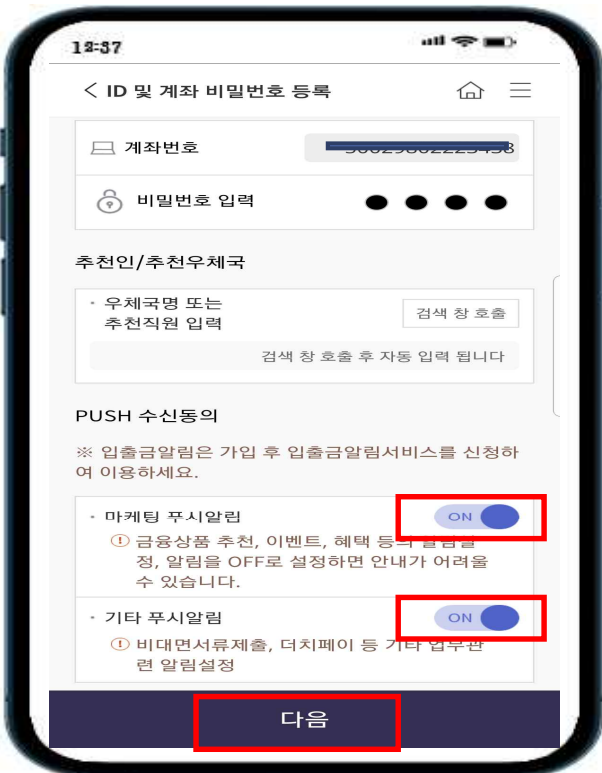 12:37
ID 및 계좌 비밀번호 등록
계좌번호
비밀번호 입력
추천인/추천우체국
· 우체국명 또는
추천직원 입력
검색 창 호출
검색 창 호출 후 자동 입력 됩니다
PUSH 수신동의
※ 입출금알림은 가입 후 입출금알림서비스를 신청하
여 이용하세요.
· 마케팅 푸시알림
ON
금융상품 추천, 이벤트, 혜택 등의 알림설
정, 알림을 OFF로 설정하면 안내가 어려울
수 있습니다.
· 기타 푸시알림
ON
비대면서류제출, 더치페이 등 기타 업무관
련 알림설정
다음